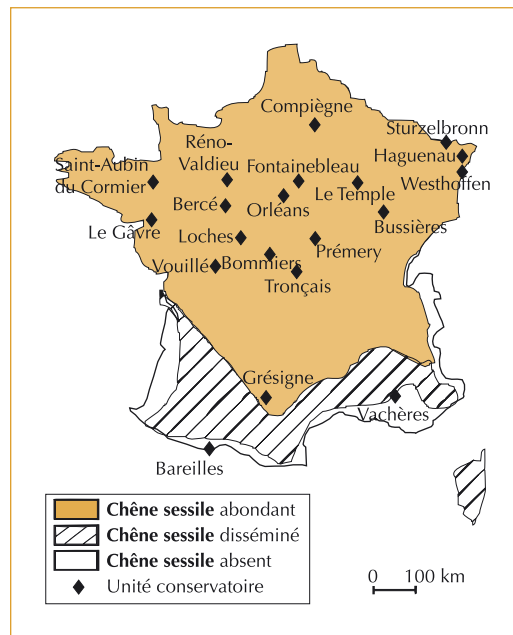 Compiègne
Sturzelbronn
Réno-
Valdieu
Haguenau
Saint-Aubin
du Cormier
Fontainebleau
Westhoffen
Le Temple
Bercé
Orléans
Bussières
Le Gâvre
Loches
Prémery
Vouillé
Bommiers
Tronçais
Grésigne
Vachères
Bareilles
Chêne sessile abondant
Chêne sessile disséminé
Chêne sessile absent
Unité conservatoire
0 100 km